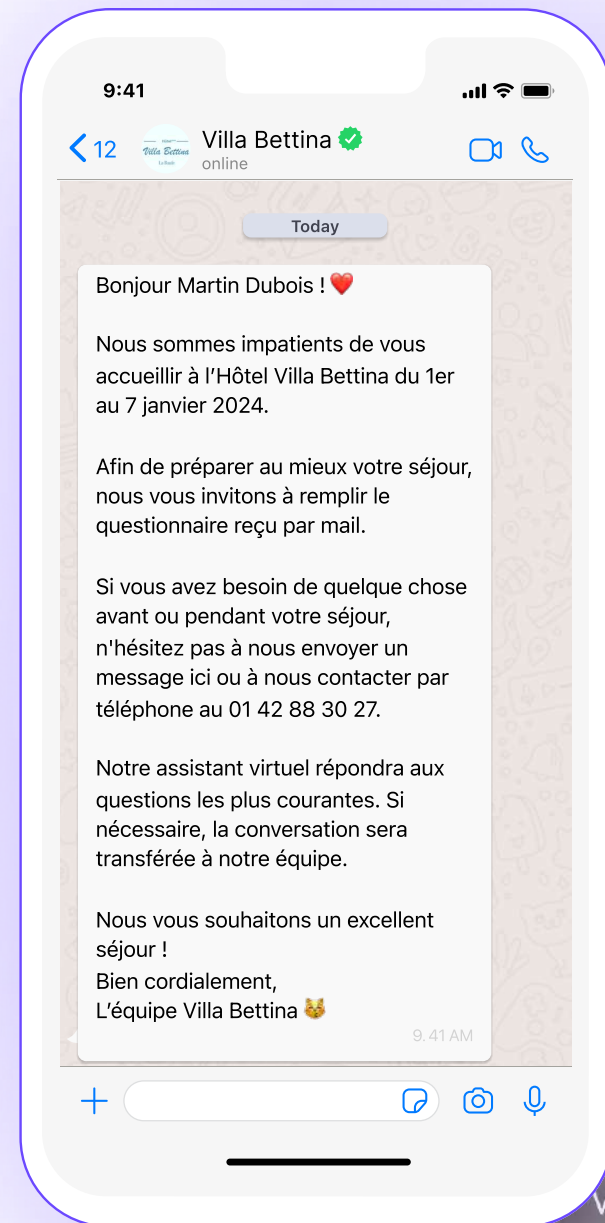 9:41
12
Villa Bettina
Villa Bettina
online
Today
Bonjour Martin Dubois ! ❤️
Nous sommes impatients de vous
accueillir à l’Hôtel Villa Bettina du 1er
au 7 janvier 2024.
Afin de préparer au mieux votre séjour,
nous vous invitons à remplir le
questionnaire reçu par mail.
Si vous avez besoin de quelque chose
avant ou pendant votre séjour,
n'hésitez pas à nous envoyer un
message ici ou à nous contacter par
téléphone au 01 42 88 30 27.
Notre assistant virtuel répondra aux
questions les plus courantes. Si
nécessaire, la conversation sera
transférée à notre équipe.
Nous vous souhaitons un excellent
séjour !
Bien cordialement,
L’équipe Villa Bettina 😽
9.41 AM